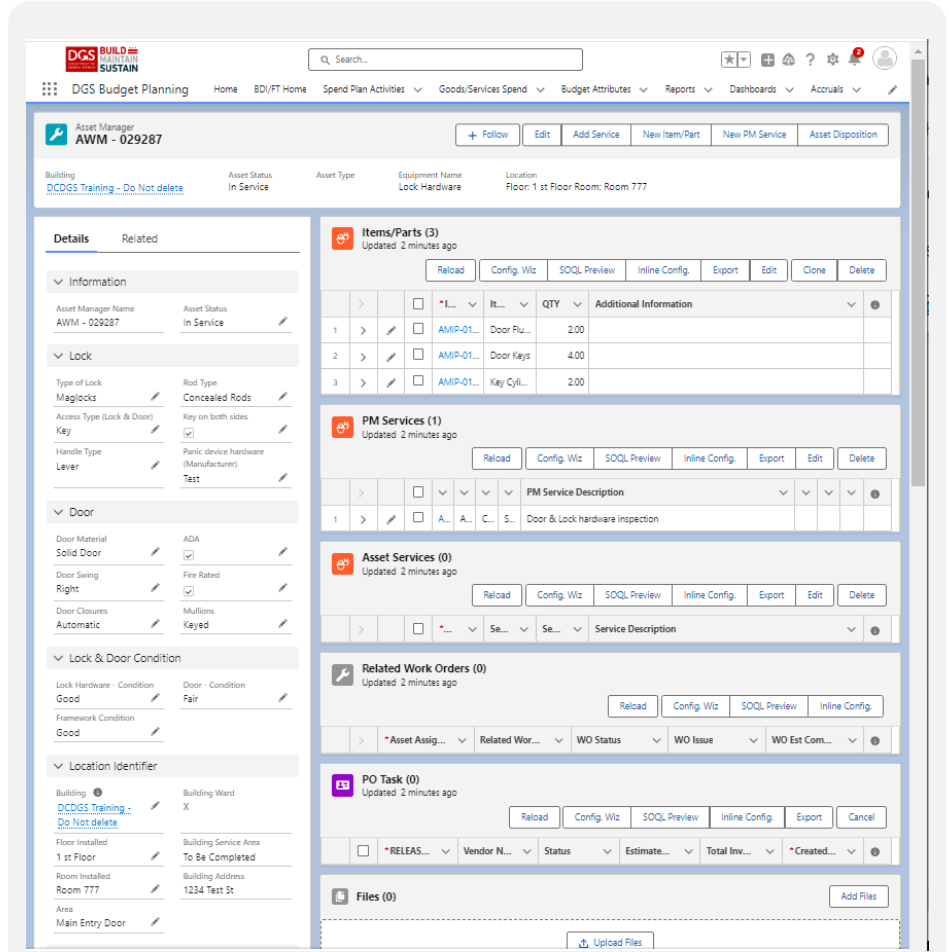 DGS BUILD
MAINTAIN
SUSTAIN
Search...
2
DGS Budget Planning Home BDI/FT Home Spend Plan Activities Goods/Services Spend Budget Attributes Reports Dashboards Accruals
Asset Manager
AWM - 029287
+ Follow Edit Add Service New Item/Part New PM Service Asset Disposition
Building Asset Status Asset Type Equipment Name Location
DCDGS Training - Do Not delete In Service Lock Hardware Floor: 1 st Floor Room: Room 777
Details Related
Information
Asset Manager Name Asset Status
AWM - 029287 In Service
Lock
Type of Lock Rod Type
Maglocks Concealed Rods
Access Type (Lock & Door) Key on both sides
Key
Handle Type Panic device hardware
(Manufacturer)
Lever Test
Door
Door Material ADA
Solid Door
Door Swing Fire Rated
Right
Door Closures Mullions
Automatic Keyed
Lock & Door Condition
Lock Hardware - Condition Door - Condition
Good Fair
Framework Condition
Good
Location Identifier
Building Building Ward
DCDGS Training - X
Do Not delete
Floor Installed Building Service Area
1 st Floor To Be Completed
Room Installed Building Address
Room 777 1234 Test St
Area
Main Entry Door
Items/Parts (3)
Updated 2 minutes ago
Reload Config. Wiz SOQL Preview Inline Config. Export Edit Clone Delete
*I... It... QTY Additional Information
1 AMIP-01... Door Flu... 2.00
2 AMIP-01... Door Keys 4.00
3 AMIP-01... Key Cyli... 2.00
PM Services (1)
Updated 2 minutes ago
Reload Config. Wiz SOQL Preview Inline Config. Export Edit Delete
PM Service Description
1 A... A... C... S... Door & Lock hardware inspection
Asset Services (0)
Updated 2 minutes ago
Reload Config. Wiz SOQL Preview Inline Config. Export Edit Delete
*... Se... Se... Service Description
Related Work Orders (0)
Updated 2 minutes ago
Reload Config. Wiz SOQL Preview Inline Config.
*Asset Assig... Related Wor... WO Status WO Issue WO Est Com...
PO Task (0)
Updated 2 minutes ago
Reload Config. Wiz SOQL Preview Inline Config. Export Cancel
*RELEAS... Vendor N... Status Estimate... Total Inv... *Created...
Files (0)
Add Files
Upload Files